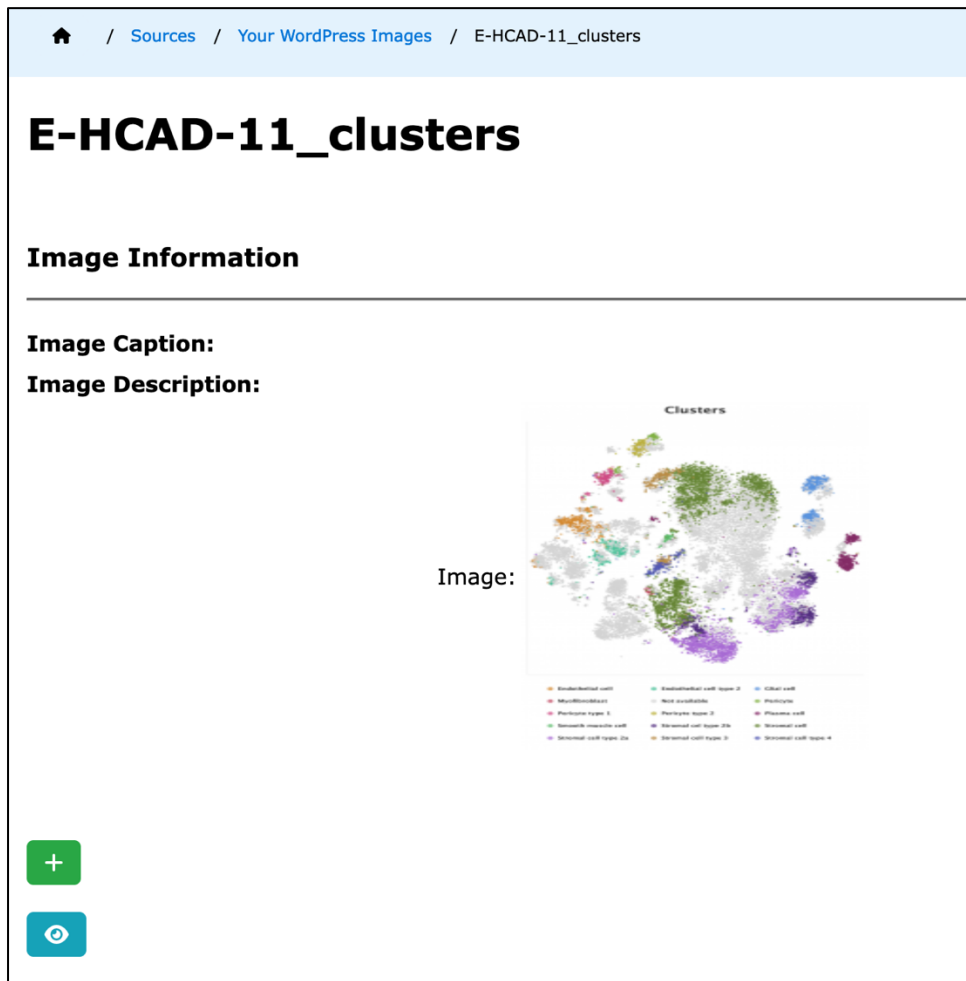 / Sources / Your WordPress Images / E-HCAD-11_clusters
E-HCAD-11_clusters
Image Information
Image Caption:
Image Description:
Clusters
Image:
Endothelial cell Endothelial cell type 2 Glial cell
Myofibroblast Not available Pericyte
Pericyte type 1 Pericyte type 2 Plasma cell
Smooth muscle cell Stromal cell type 2b Stromal cell
Stromal cell type 2a Stromal cell type 3 Stromal cell type 4